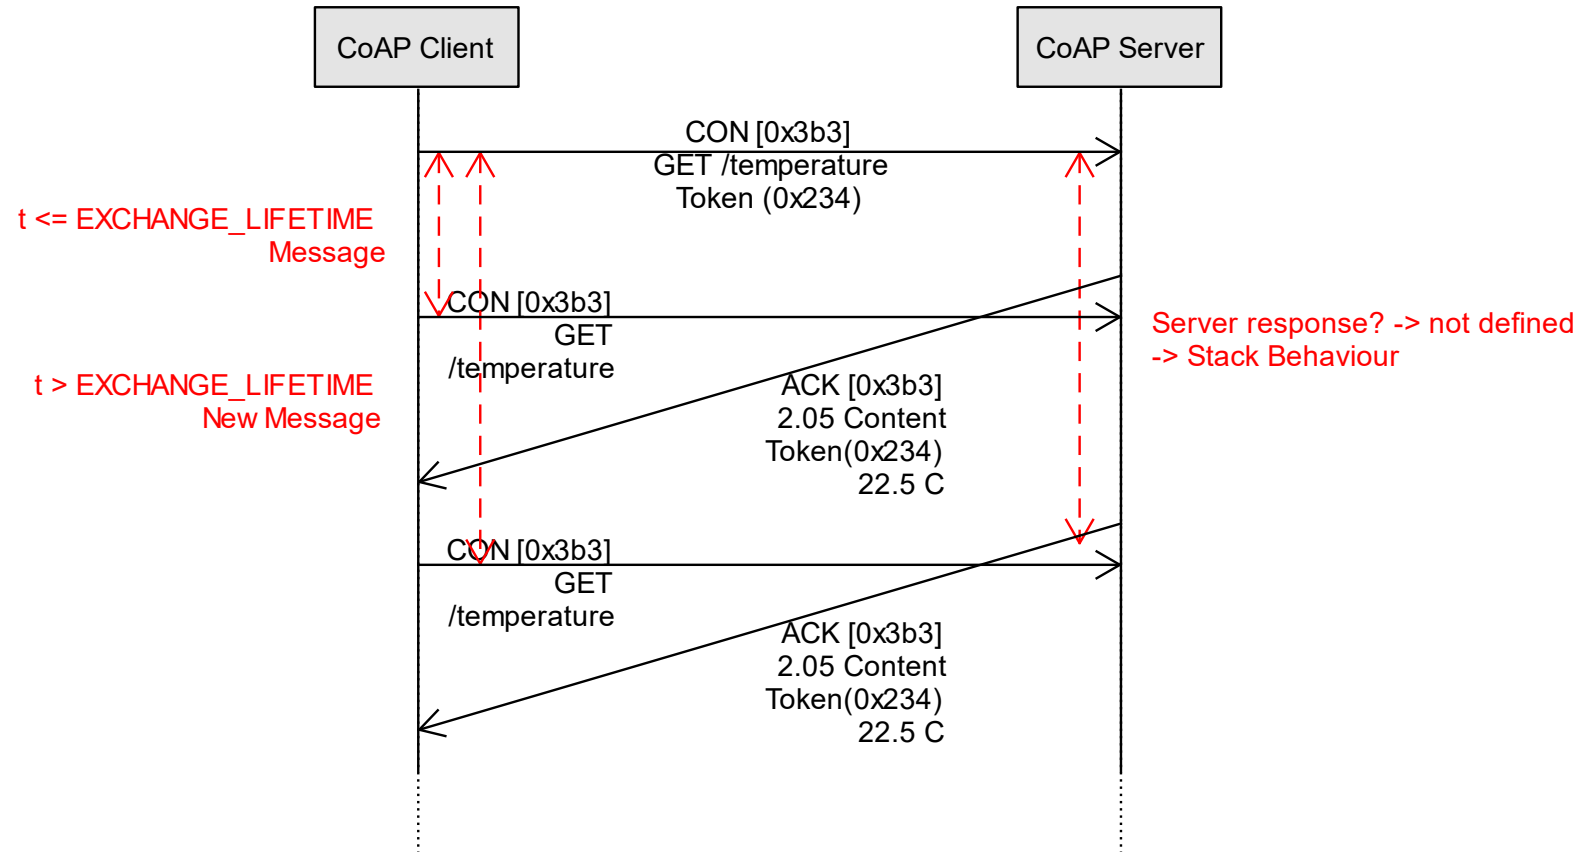 CoAP Client
CoAP Server
CON [0x3b3]
GET /temperature
Token (0x234)
t <= EXCHANGE_LIFETIME
Message
CON [0x3b3]
GET
/temperature
Server response? -> not defined
-> Stack Behaviour
t > EXCHANGE_LIFETIME
New Message
ACK [0x3b3]
2.05 Content
Token(0x234)
22.5 C
CON [0x3b3]
GET
/temperature
ACK [0x3b3]
2.05 Content
Token(0x234)
22.5 C